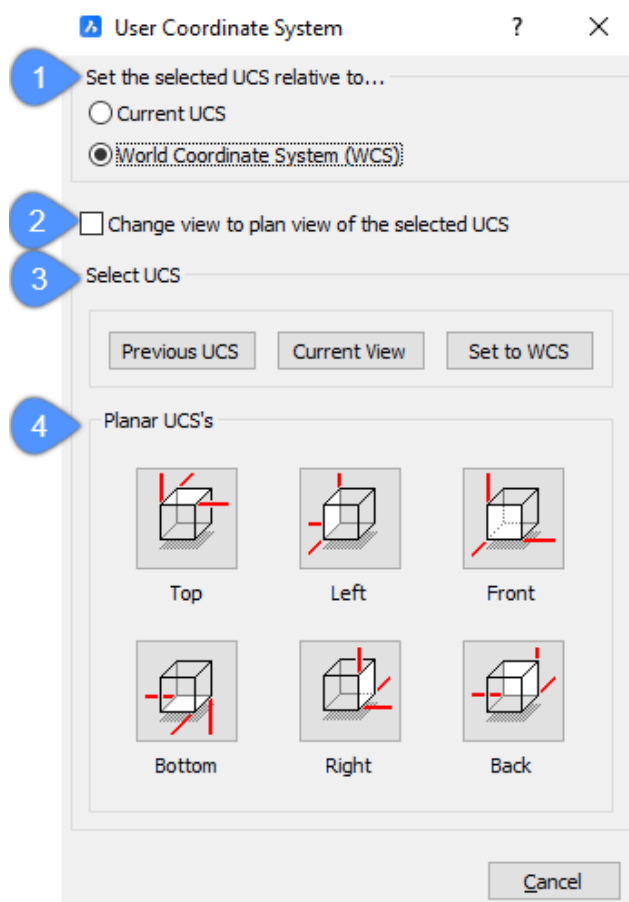 User Coordinate System ?
1 Set the selected UCS relative to...
Current UCS
World Coordinate System (WCS)
2 Change view to plan view of the selected UCS
3 Select UCS
Previous UCS Current View Set to WCS
4 Planar UCS's
Top Left Front
Bottom Right Back
Cancel